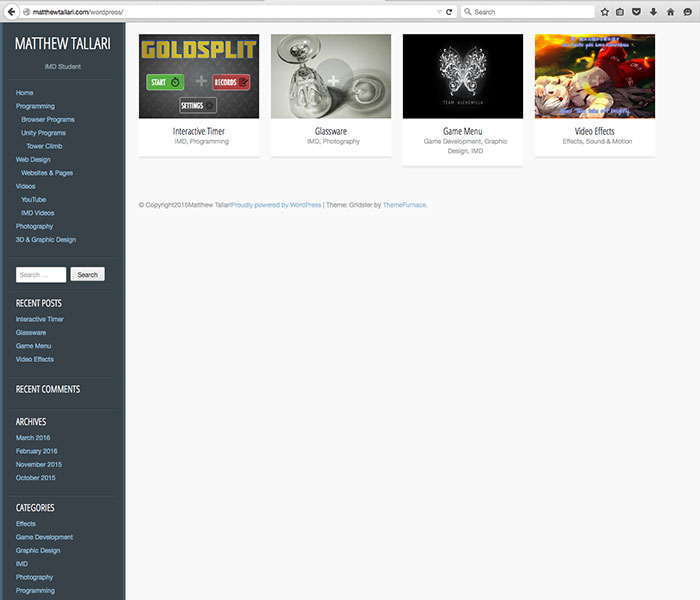 matthewtallari.com/wordpress/
Search
MATTHEW TALLARI
IMD Student
Home
Programming
Browser Programs
Unity Programs
Tower Climb
Web Design
Websites & Pages
Videos
YouTube
IMD Videos
Photography
3D & Graphic Design
Search ...
Search
RECENT POSTS
Interactive Timer
Glassware
Game Menu
Video Effects
RECENT COMMENTS
ARCHIVES
March 2016
February 2016
November 2015
October 2015
CATEGORIES
Effects
Game Development
Graphic Design
IMD
Photography
Programming
GOLDSPLIT
START
RECORDS
SETTINGS
Interactive Timer
IMD, Programming
Glassware
IMD, Photography
TEAM ALCHEMILLA
Game Menu
Game Development, Graphic
Design, IMD
Video Effects
Effects, Sound & Motion
© Copyright2015Matthew TallariProudly powered by WordPress | Theme: Gridster by ThemeFurnace.